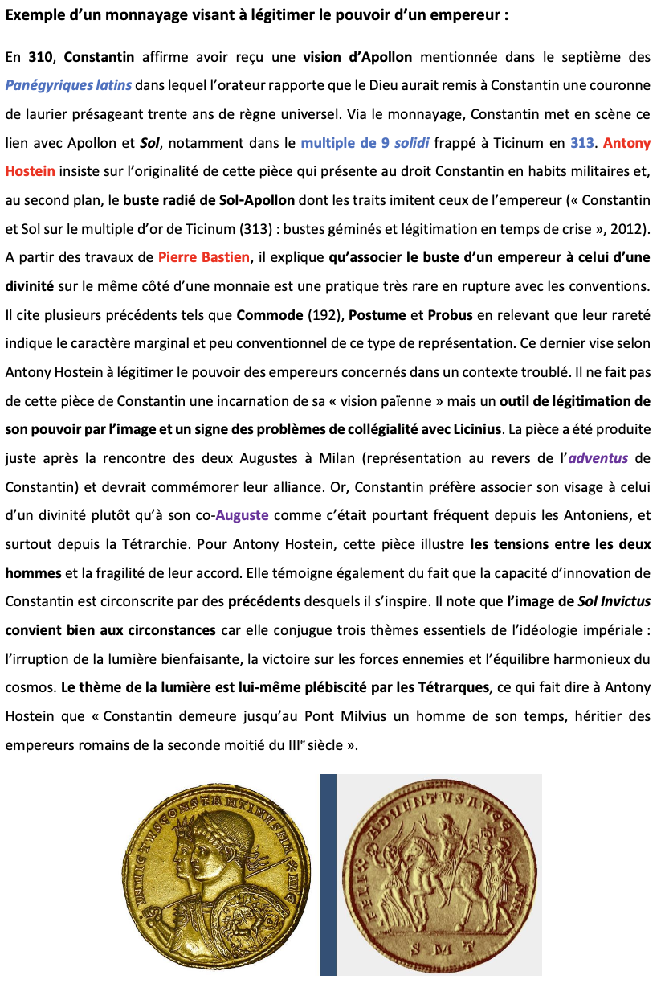 Exemple d’un monnayage visant à légitimer le pouvoir d’un empereur :
En 310, Constantin affirme avoir reçu une vision d’Apollon mentionnée dans le septième des
Panégyriques latins dans lequel l’orateur rapporte que le Dieu aurait remis à Constantin une couronne
de laurier présageant trente ans de règne universel. Via le monnayage, Constantin met en scène ce
lien avec Apollon et Sol, notamment dans le multiple de 9 solidi frappé à Ticinum en 313. Antony
Hostein insiste sur l’originalité de cette pièce qui présente au droit Constantin en habits militaires et,
au second plan, le buste radié de Sol-Apollon dont les traits imitent ceux de l’empereur (« Constantin
et Sol sur le multiple d’or de Ticinum (313) : bustes géminés et légitimation en temps de crise », 2012).
A partir des travaux de Pierre Bastien, il explique qu’associer le buste d’un empereur à celui d’une
divinité sur le même côté d’une monnaie est une pratique très rare en rupture avec les conventions.
Il cite plusieurs précédents tels que Commode (192), Postume et Probus en relevant que leur rareté
indique le caractère marginal et peu conventionnel de ce type de représentation. Ce dernier vise selon
Antony Hostein à légitimer le pouvoir des empereurs concernés dans un contexte troublé. Il ne fait pas
de cette pièce de Constantin une incarnation de sa « vision païenne » mais un outil de légitimation de
son pouvoir par l’image et un signe des problèmes de collégialité avec Licinius. La pièce a été produite
juste après la rencontre des deux Augustes à Milan (représentation au revers de l’adventus de
Constantin) et devrait commémorer leur alliance. Or, Constantin préfère associer son visage à celui
d’un divinité plutôt qu’à son co-Auguste comme c’était pourtant fréquent depuis les Antoniens, et
surtout depuis la Tétrarchie. Pour Antony Hostein, cette pièce illustre les tensions entre les deux
hommes et la fragilité de leur accord. Elle témoigne également du fait que la capacité d’innovation de
Constantin est circonscrite par des précédents desquels il s’inspire. Il note que l’image de Sol Invictus
convient bien aux circonstances car elle conjugue trois thèmes essentiels de l’idéologie impériale :
l’irruption de la lumière bienfaisante, la victoire sur les forces ennemies et l’équilibre harmonieux du
cosmos. Le thème de la lumière est lui-même plébiscité par les Tétrarques, ce qui fait dire à Antony
Hostein que « Constantin demeure jusqu’au Pont Milvius un homme de son temps, héritier des
empereurs romains de la seconde moitié du IIIe siècle ».
INVICTVSCONSTANTINVSMAXAVG
FELIX ADVENTVSAVGG NN
S M T